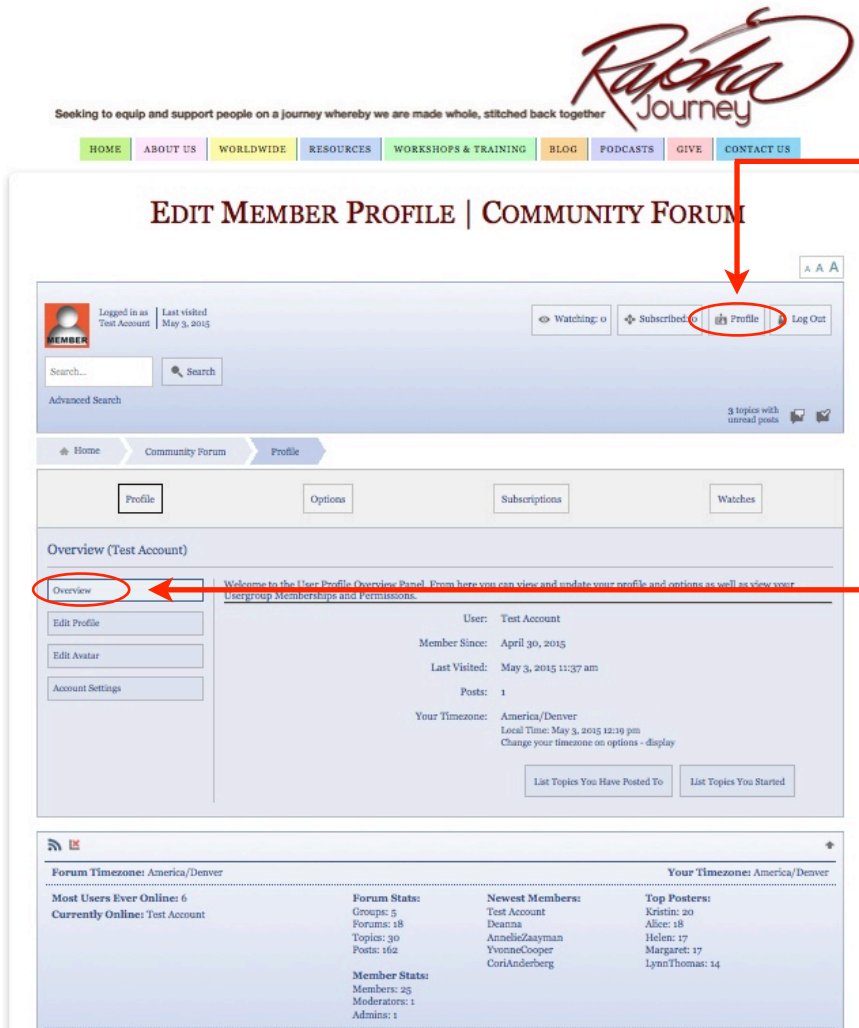 Rapha
Journey
Seeking to equip and support people on a journey whereby we are made whole, stitched back together
HOME ABOUT US WORLDWIDE RESOURCES WORKSHOPS & TRAINING BLOG PODCASTS GIVE CONTACT US
EDIT MEMBER PROFILE | COMMUNITY FORUM
A A A
MEMBER
Logged in as Last visited
Test Account May 3, 2015
Watching: 0 Subscribed: 0 Profile Log Out
Search... Search
Advanced Search
3 topics with
unread posts
Home Community Forum Profile
Profile Options Subscriptions Watches
Overview (Test Account)
Overview
Edit Profile
Edit Avatar
Account Settings
Welcome to the User Profile Overview Panel. From here you can view and update your profile and options as well as view your
Usergroup Memberships and Permissions.
User: Test Account
Member Since: April 30, 2015
Last Visited: May 3, 2015 11:37 am
Posts: 1
Your Timezone: America/Denver
Local Time: May 3, 2015 12:19 pm
Change your timezone on options - display
List Topics You Have Posted To List Topics You Started
Forum Timezone: America/Denver Your Timezone: America/Denver
Most Users Ever Online: 6
Currently Online: Test Account
Forum Stats:
Groups: 5
Forums: 18
Topics: 30
Posts: 162
Member Stats:
Members: 25
Moderators: 1
Admins: 1
Newest Members:
Test Account
Deanna
AnnelieZaayman
YvonneCooper
CoriAnderberg
Top Posters:
Kristin: 20
Alice: 18
Helen: 17
Margaret: 17
LynnThomas: 14